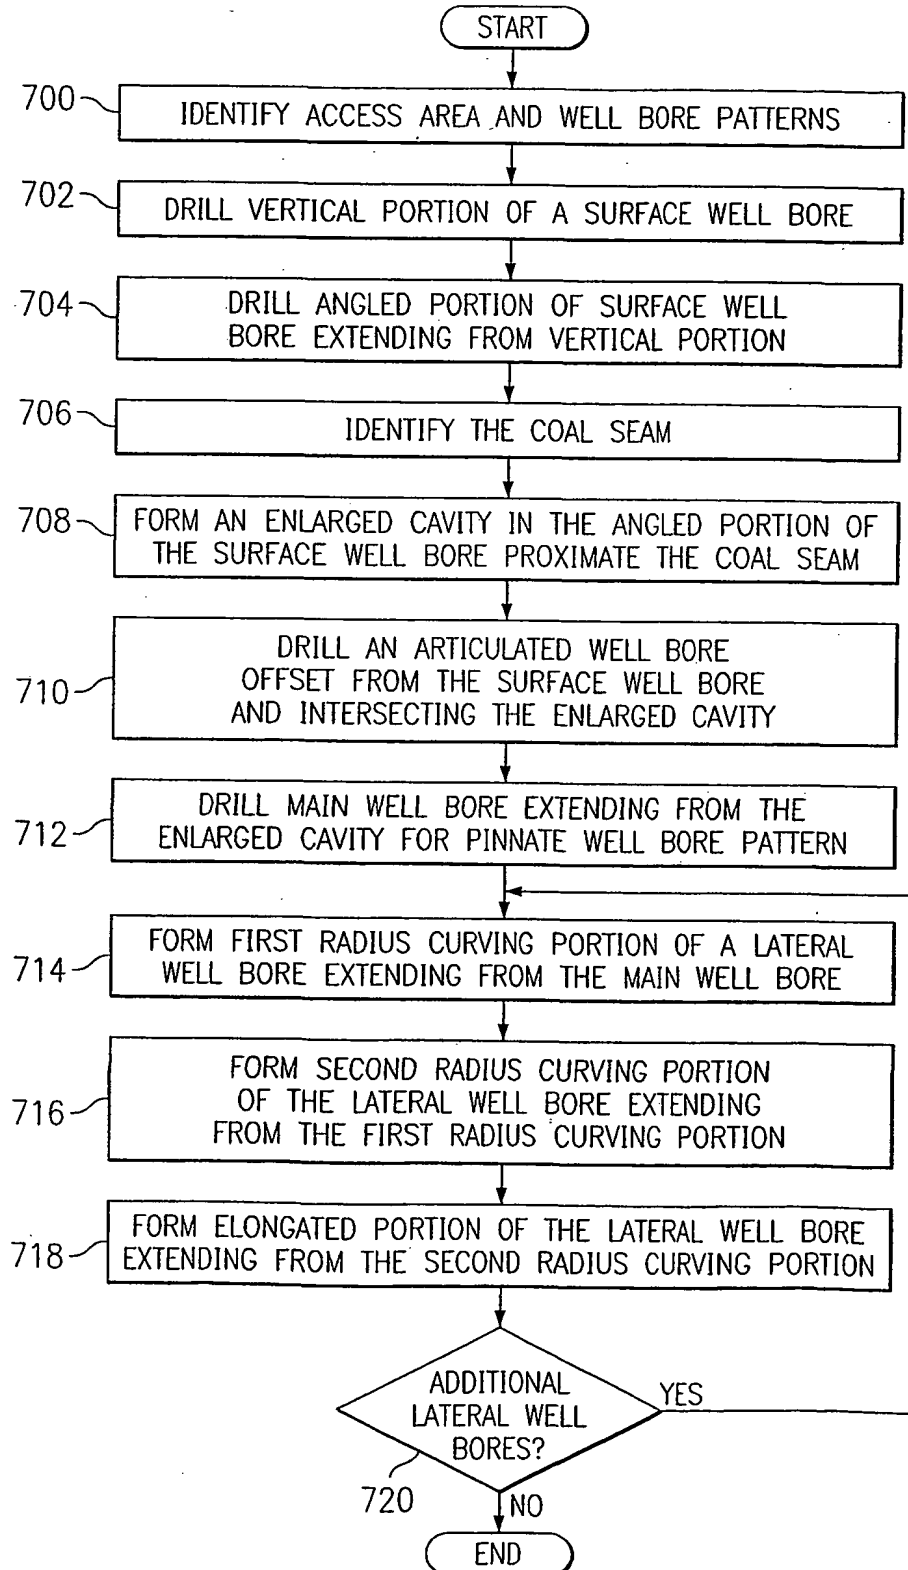 START
700
IDENTIFY ACCESS AREA AND WELL BORE PATTERNS
702
DRILL VERTICAL PORTION OF A SURFACE WELL BORE
704
DRILL ANGLED PORTION OF SURFACE WELL
BORE EXTENDING FROM VERTICAL PORTION
706
IDENTIFY THE COAL SEAM
708
FORM AN ENLARGED CAVITY IN THE ANGLED PORTION OF
THE SURFACE WELL BORE PROXIMATE THE COAL SEAM
710
DRILL AN ARTICULATED WELL BORE
OFFSET FROM THE SURFACE WELL BORE
AND INTERSECTING THE ENLARGED CAVITY
712
DRILL MAIN WELL BORE EXTENDING FROM THE
ENLARGED CAVITY FOR PINNATE WELL BORE PATTERN
714
FORM FIRST RADIUS CURVING PORTION OF A LATERAL
WELL BORE EXTENDING FROM THE MAIN WELL BORE
716
FORM SECOND RADIUS CURVING PORTION
OF THE LATERAL WELL BORE EXTENDING
FROM THE FIRST RADIUS CURVING PORTION
718
FORM ELONGATED PORTION OF THE LATERAL WELL BORE
EXTENDING FROM THE SECOND RADIUS CURVING PORTION
ADDITIONAL
LATERAL WELL
BORES?
YES
720
NO
END